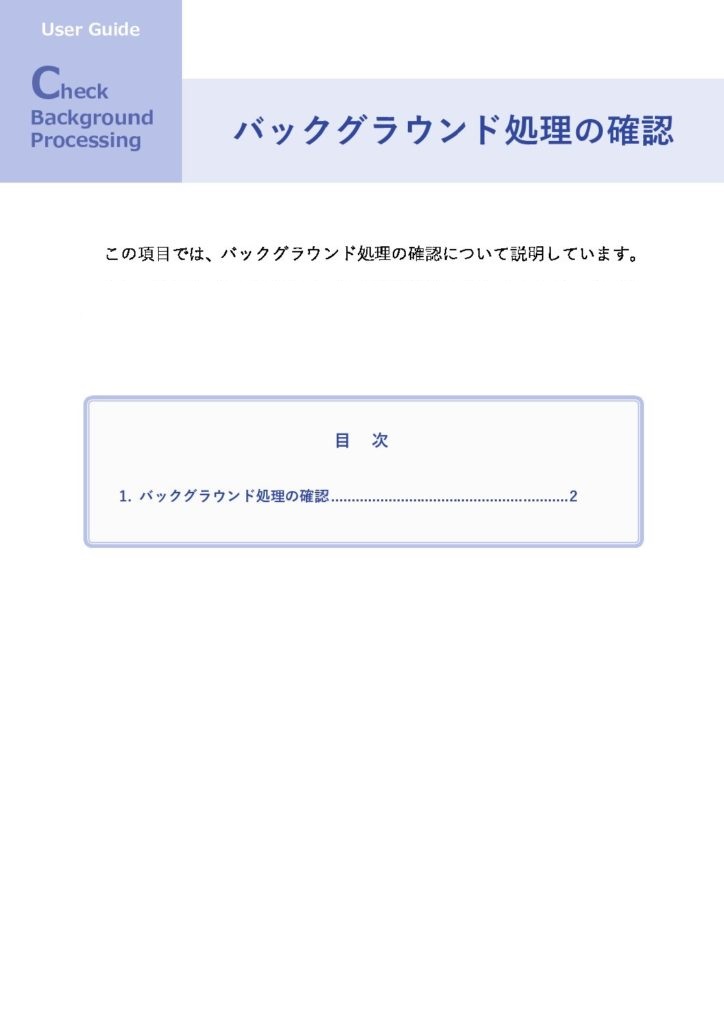 User Guide
Check
Background
Processing
バックグラウンド処理の確認
この項目では、バックグラウンド処理の確認について説明しています。
目 次
1. バックグラウンド処理の確認..........................................................2